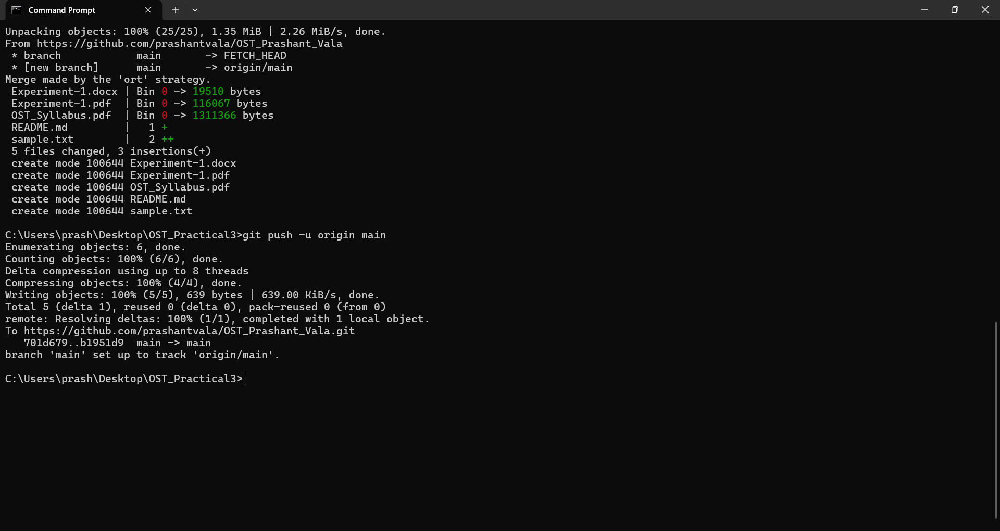 Command Prompt
Unpacking objects: 100% (25/25), 1.35 MiB | 2.26 MiB/s, done.
From https://github.com/prashantvala/OST_Prashant_Vala
 * branch            main       -> FETCH_HEAD
 * [new branch]      main       -> origin/main
Merge made by the 'ort' strategy.
 Experiment-1.docx | Bin 0 -> 19510 bytes
 Experiment-1.pdf  | Bin 0 -> 116067 bytes
 OST_Syllabus.pdf  | Bin 0 -> 1311366 bytes
 README.md         |   1 +
 sample.txt        |   2 ++
 5 files changed, 3 insertions(+)
 create mode 100644 Experiment-1.docx
 create mode 100644 Experiment-1.pdf
 create mode 100644 OST_Syllabus.pdf
 create mode 100644 README.md
 create mode 100644 sample.txt

C:\Users\prash\Desktop\OST_Practical3>git push -u origin main
Enumerating objects: 6, done.
Counting objects: 100% (6/6), done.
Delta compression using up to 8 threads
Compressing objects: 100% (4/4), done.
Writing objects: 100% (5/5), 639 bytes | 639.00 KiB/s, done.
Total 5 (delta 1), reused 0 (delta 0), pack-reused 0 (from 0)
remote: Resolving deltas: 100% (1/1), completed with 1 local object.
To https://github.com/prashantvala/OST_Prashant_Vala.git
   701d679..b1951d9  main -> main
branch 'main' set up to track 'origin/main'.

C:\Users\prash\Desktop\OST_Practical3>